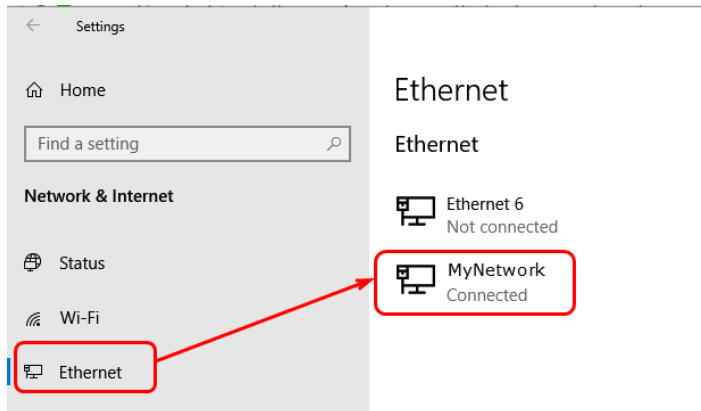 Settings
Home
Find a setting
Network & Internet
Status
Wi-Fi
Ethernet
Ethernet
Ethernet
Ethernet 6
Not connected
MyNetwork
Connected